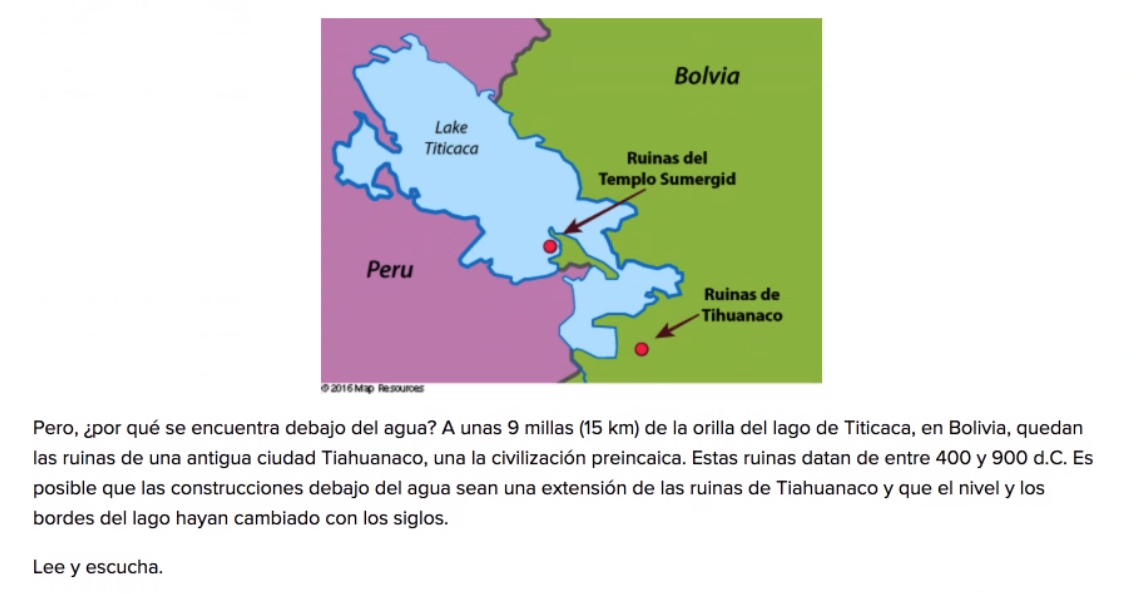 Bolvia
Lake
Titicaca
Ruinas del
Templo Sumergid
Peru
Ruinas de
Tihuanaco
© 2016 Map Resources
Pero, ¿por qué se encuentra debajo del agua? A unas 9 millas (15 km) de la orilla del lago de Titicaca, en Bolivia, quedan
las ruinas de una antigua ciudad Tiahuanaco, una la civilización preincaica. Estas ruinas datan de entre 400 y 900 d.C. Es
posible que las construcciones debajo del agua sean una extensión de las ruinas de Tiahuanaco y que el nivel y los
bordes del lago hayan cambiado con los siglos.
Lee y escucha.